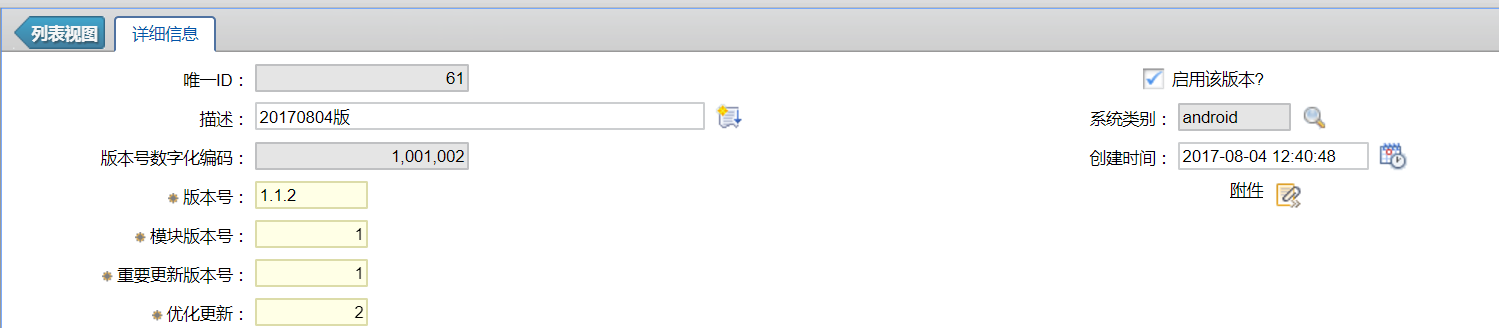 列表视图 详细信息
唯一ID： 61 启用该版本?
描述： 20170804版 系统类别： android
版本号数字化编码： 1,001,002 创建时间： 2017-08-04 12:40:48
版本号： 1.1.2 附件
模块版本号： 1
重要更新版本号： 1
优化更新： 2